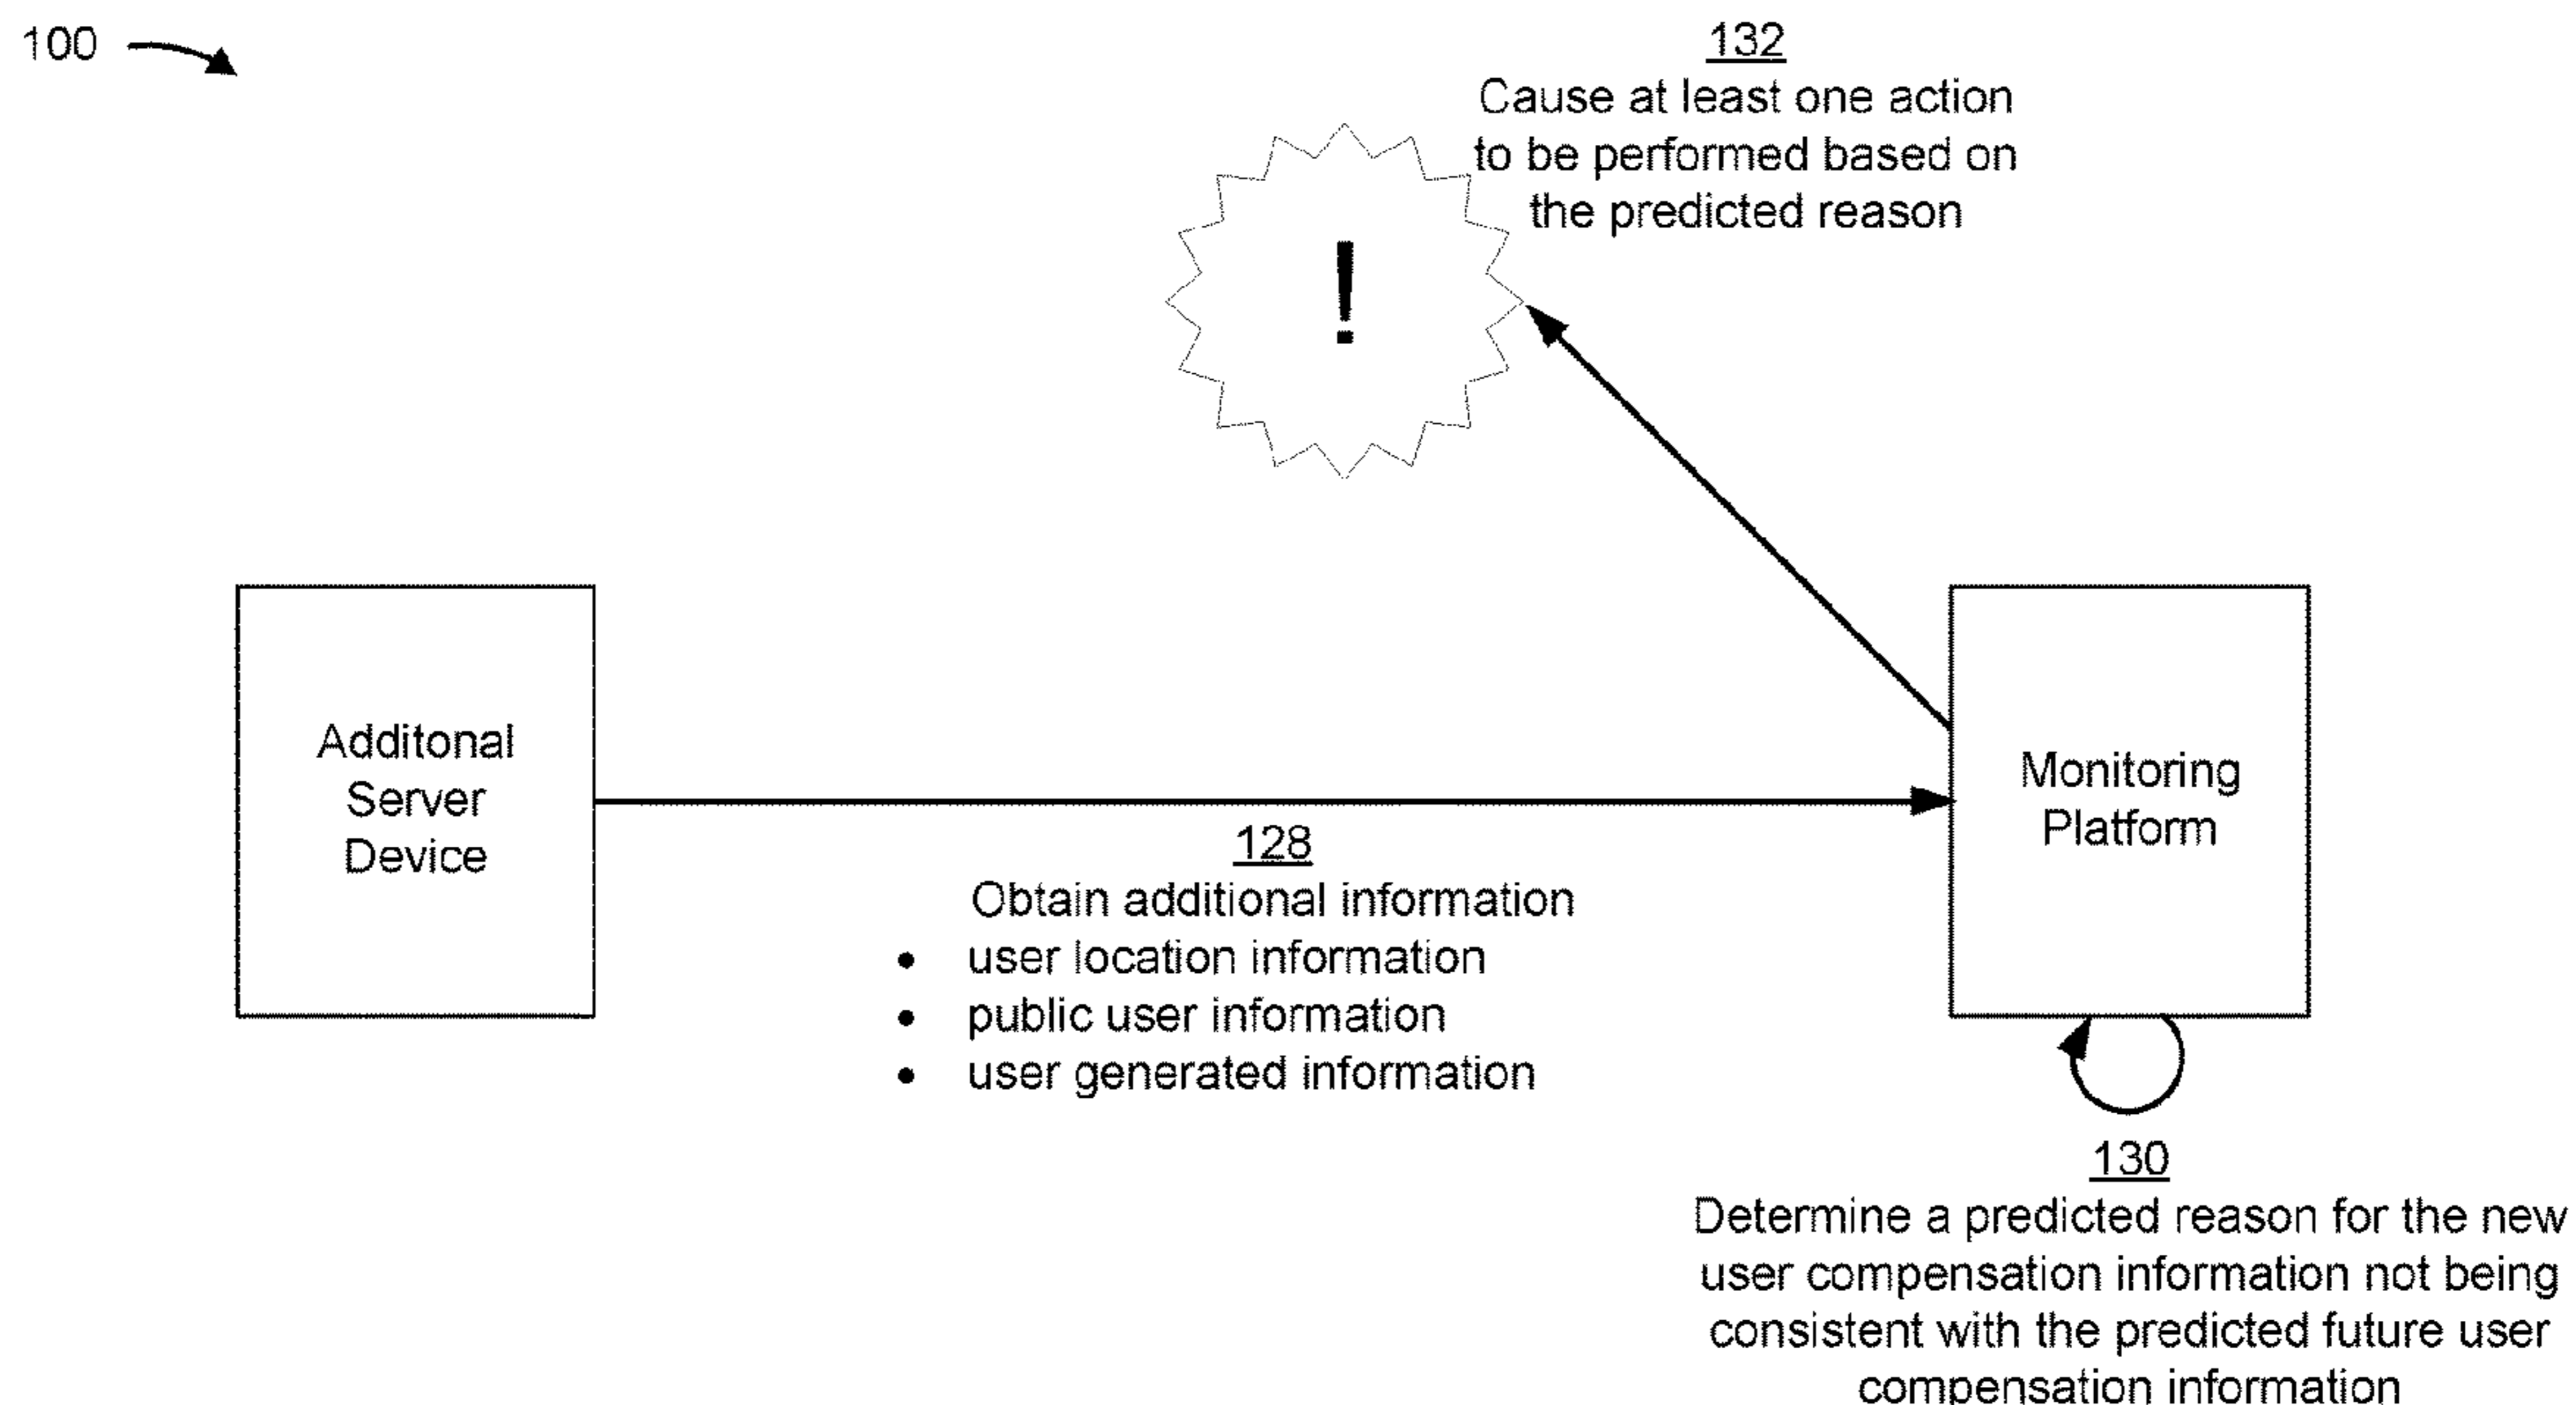 100
132
Cause at least one action
to be performed based on
the predicted reason
!
Additonal
Server
Device
Monitoring
Platform
128
Obtain additional information
• user location information
• public user information
• user generated information
130
Determine a predicted reason for the new
user compensation information not being
consistent with the predicted future user
compensation information